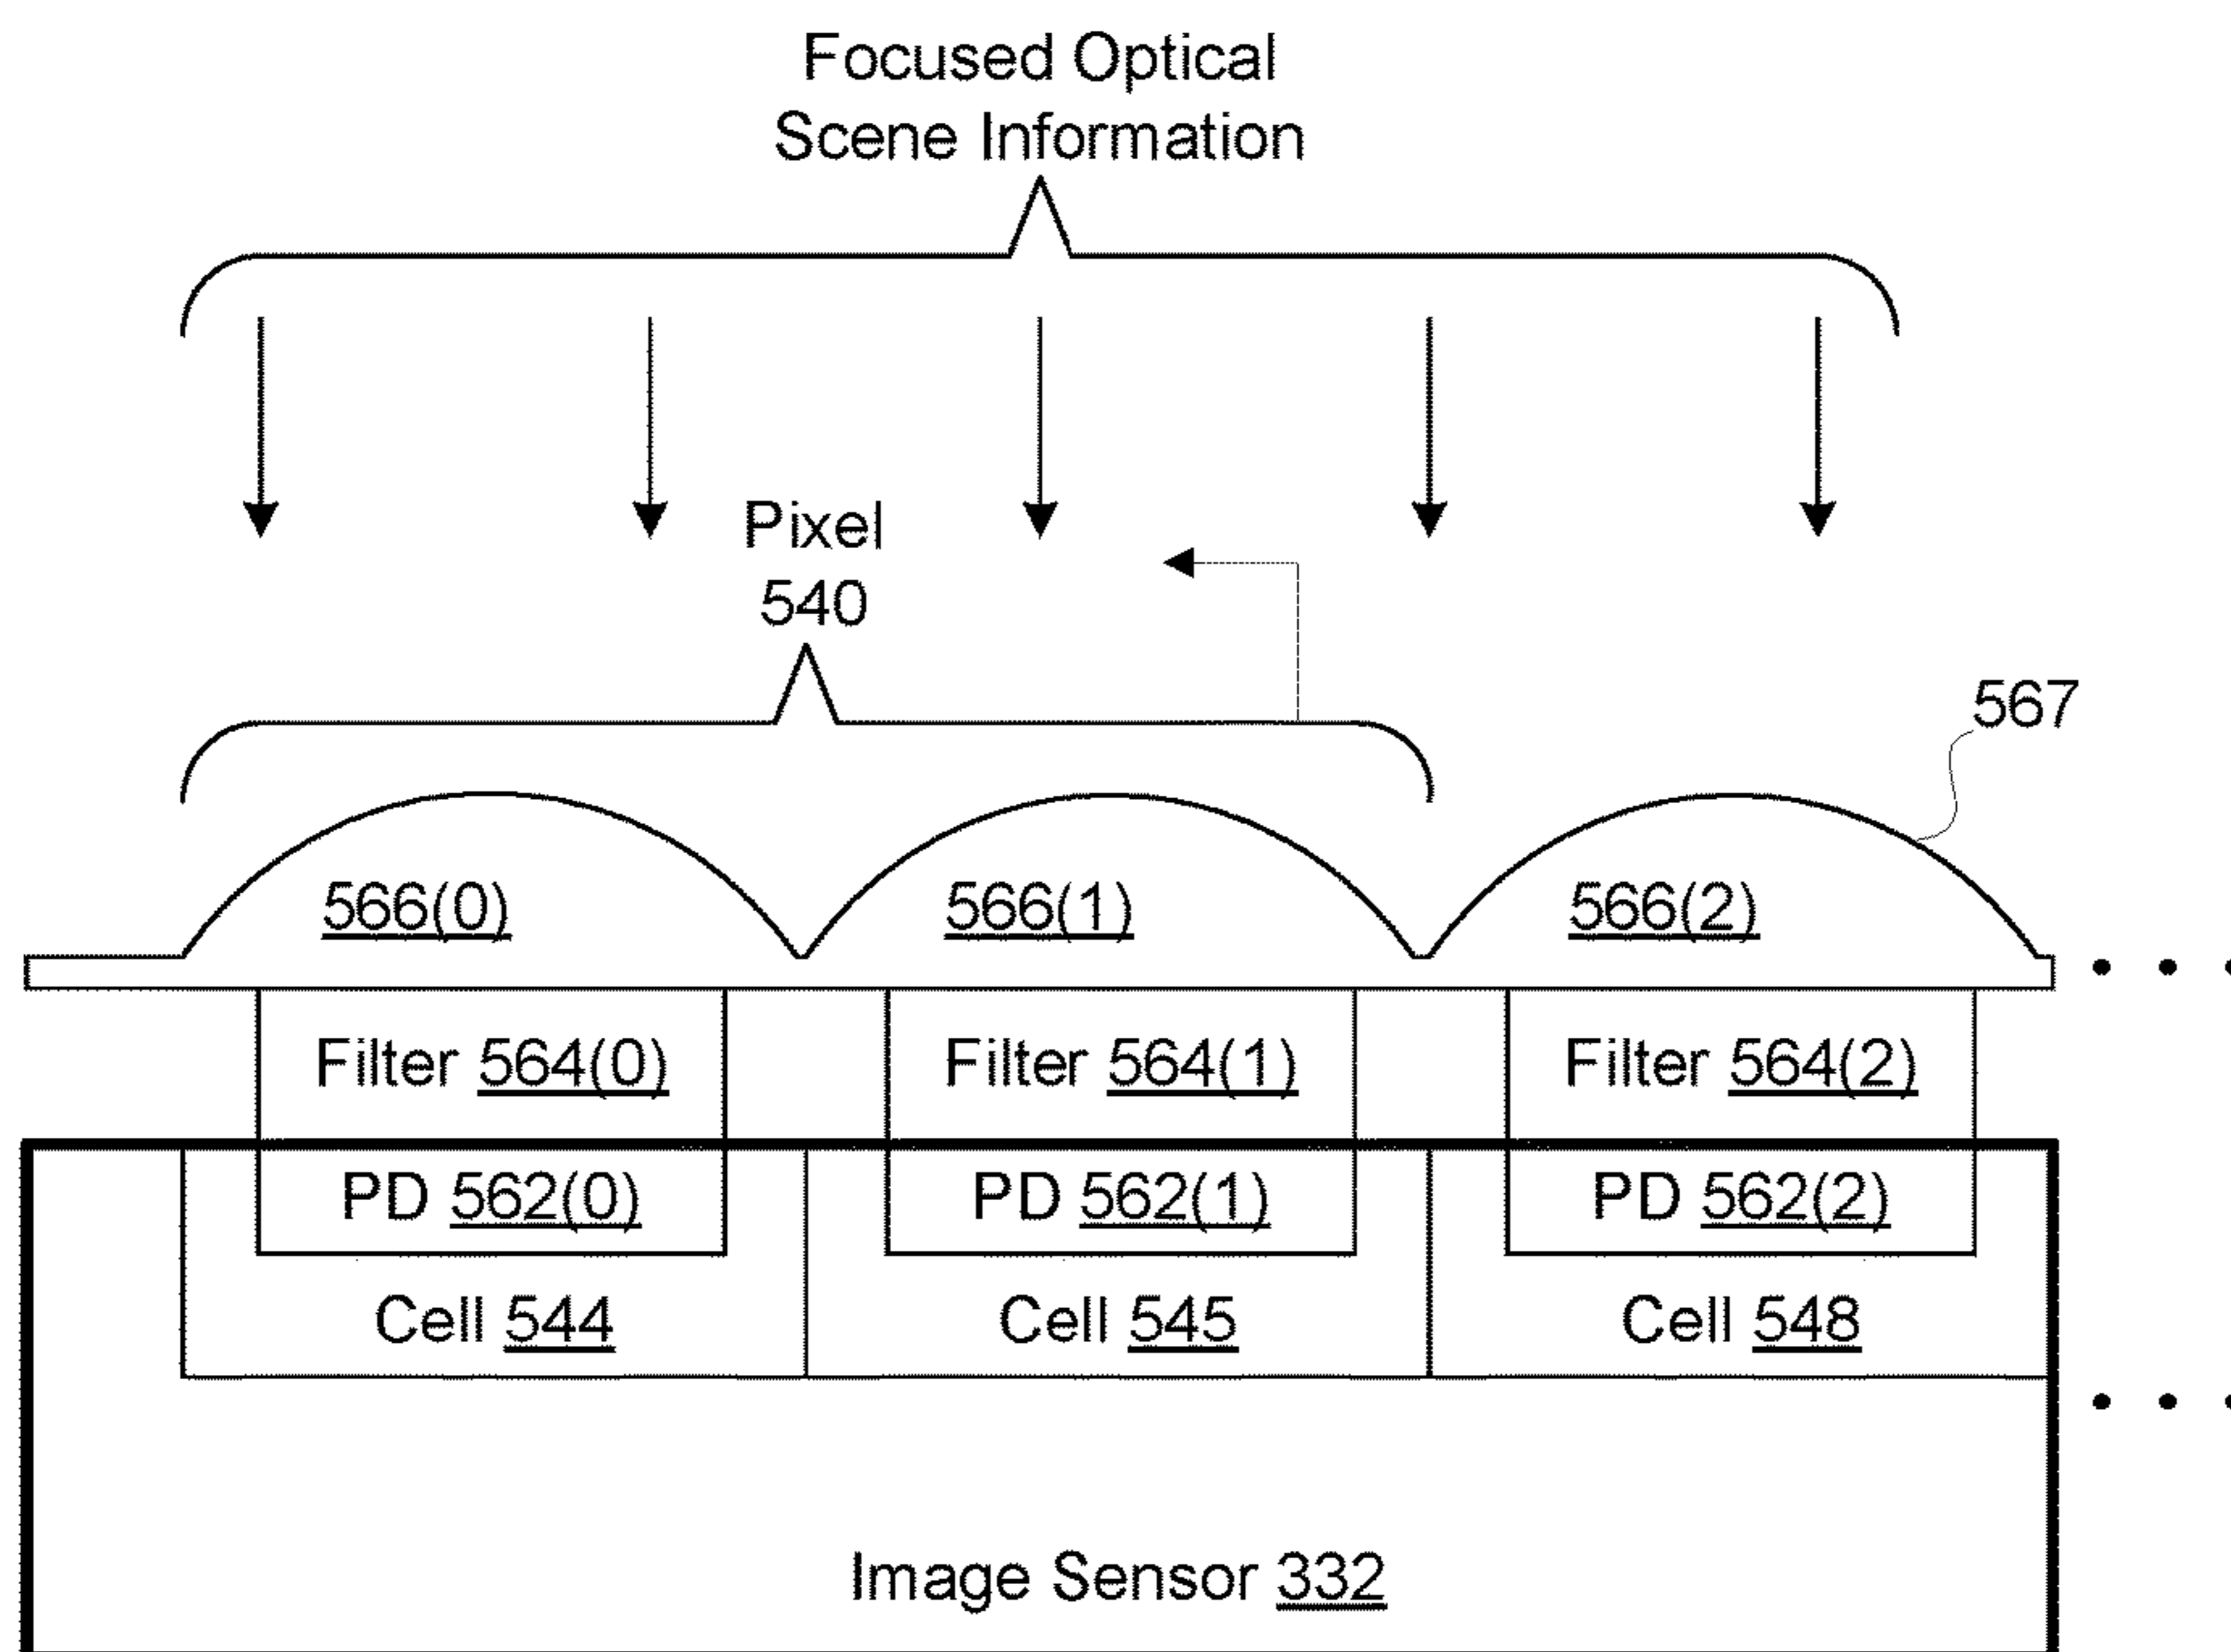 Focused Optical
Scene Information
Pixel
540
567
566(0) 566(1) 566(2)
Filter 564(0) Filter 564(1) Filter 564(2)
PD 562(0) PD 562(1) PD 562(2)
Cell 544 Cell 545 Cell 548
Image Sensor 332